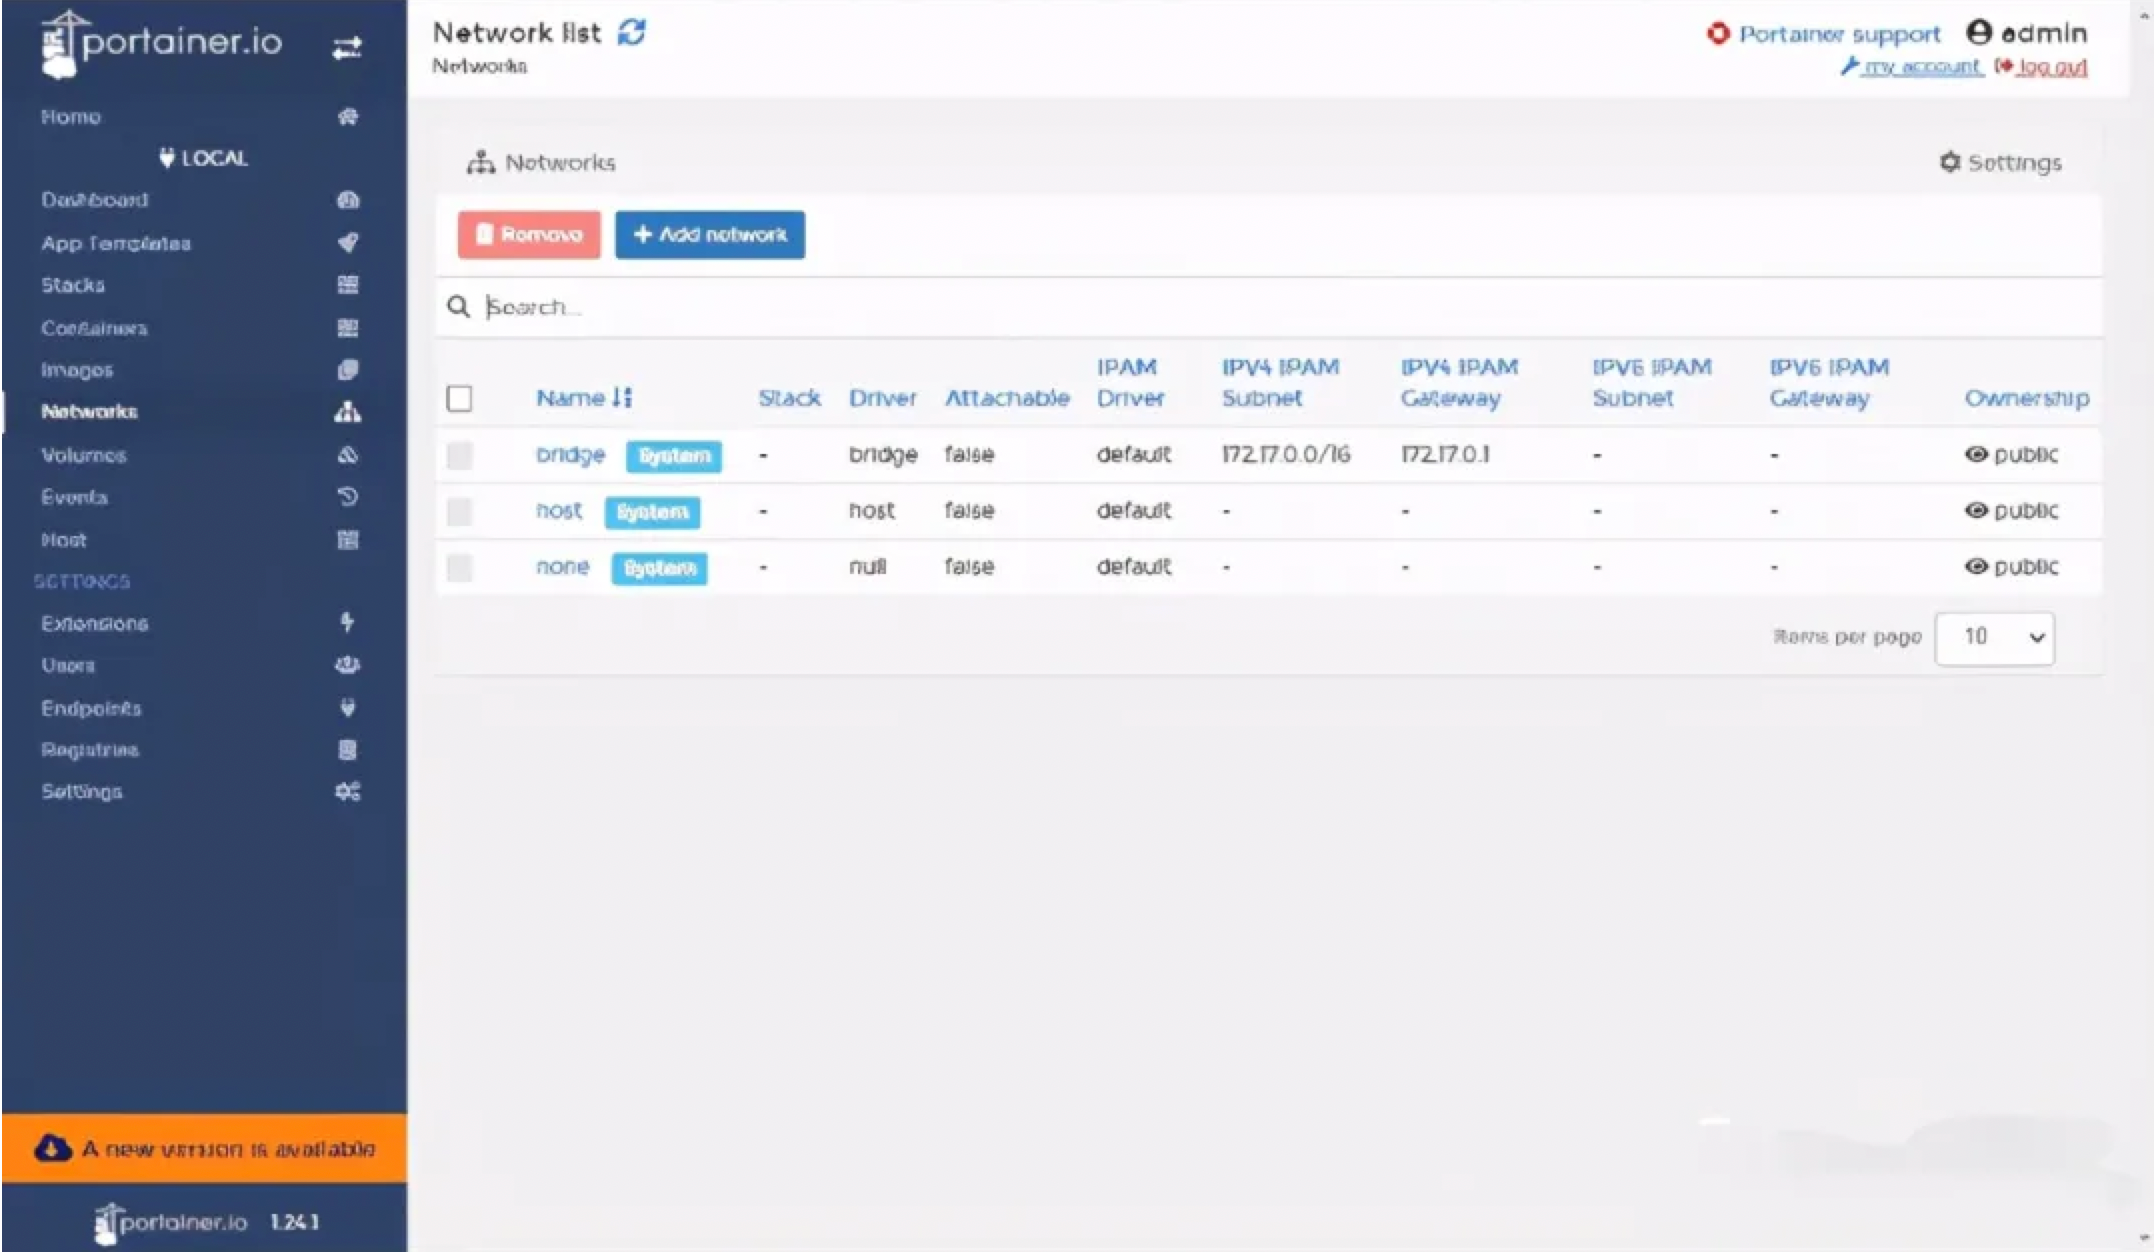 portainer.io
Home
LOCAL
Dashboard
App Templates
Stacks
Containers
Images
Networks
Volumes
Events
Host
SETTINGS
Extensions
Users
Endpoints
Registries
Settings
A new version is available
portainer.io 1.24.1
Network list
Networks
Portainer support admin
my account log out
Networks
Settings
Remove
+ Add network
Search...
Name Stack Driver Attachable IPAM Driver IPV4 IPAM Subnet IPV4 IPAM Gateway IPV6 IPAM Subnet IPV6 IPAM Gateway Ownership
bridge System - bridge false default 172.17.0.0/16 172.17.0.1 - - public
host System - host false default - - - - public
none System - null false default - - - - public
Items per page 10